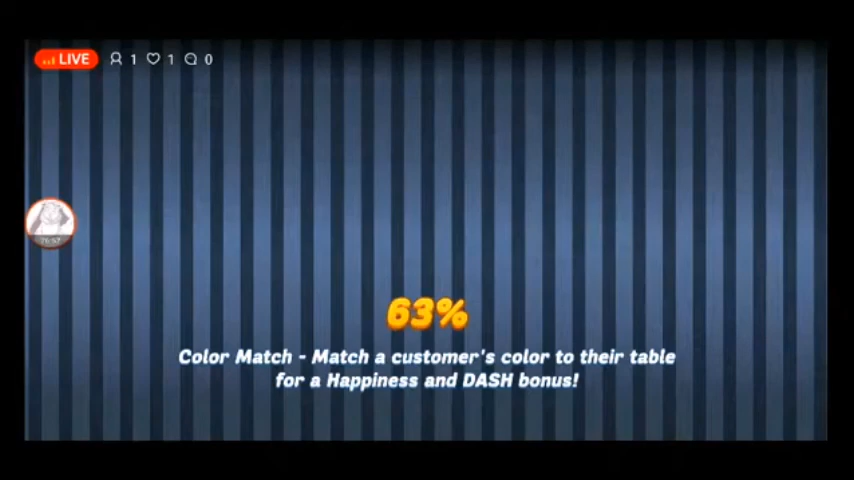 LIVE 1 1 0
63%
Color Match - Match a customer's color to their table
for a Happiness and DASH bonus!